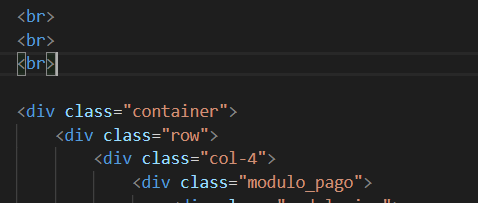 <br>
<br>
<br>
<div class="container">
<div class="row">
<div class="col-4">
<div class="modulo_pago">